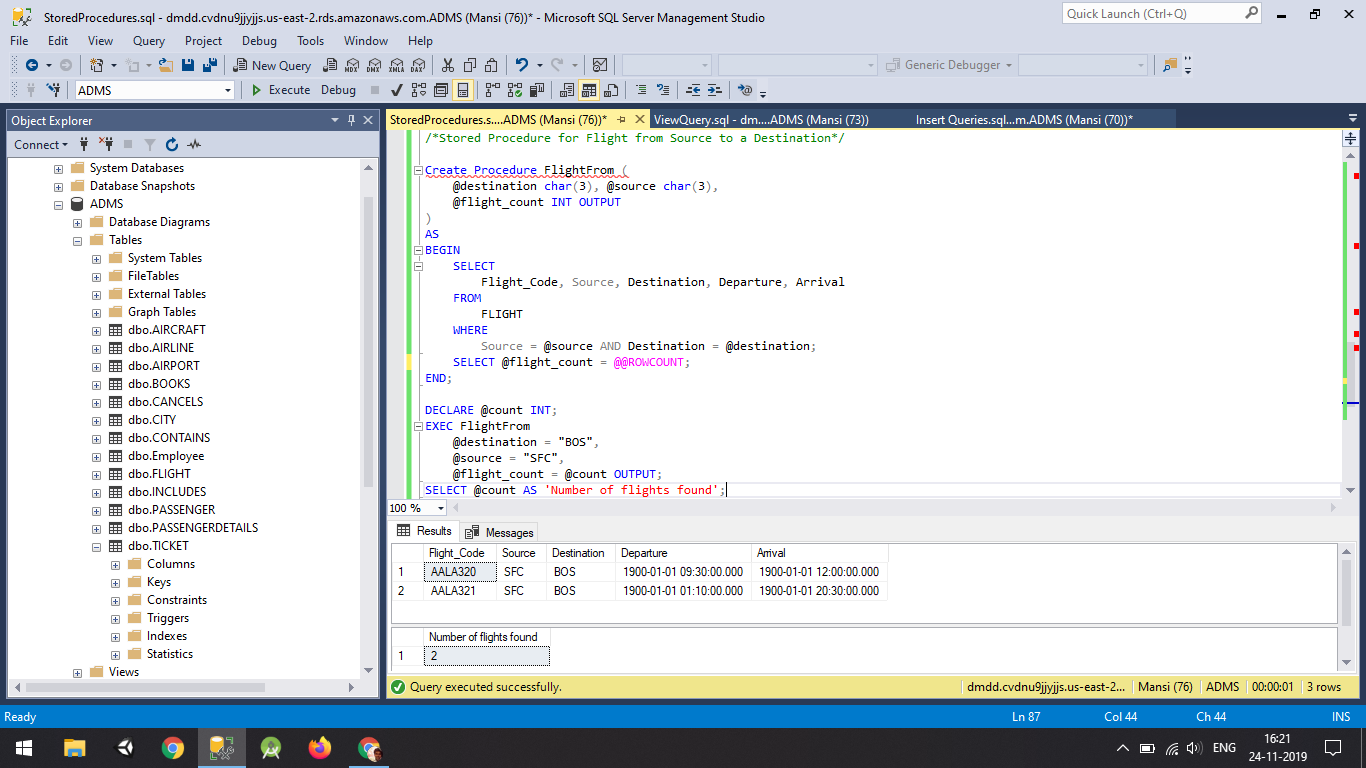 StoredProcedures.sql - dmdd.cvdnu9jjyjjs.us-east-2.rds.amazonaws.com.ADMS (Mansi (76))* - Microsoft SQL Server Management Studio
Quick Launch (Ctrl+Q)
File Edit View Query Project Debug Tools Window Help
New Query MDX DMX XMLA DAX Generic Debugger
ADMS Execute Debug
Object Explorer
StoredProcedures.s....ADMS (Mansi (76))* ViewQuery.sql - dm....ADMS (Mansi (73)) Insert Queries.sql...m.ADMS (Mansi (70))*
Connect
System Databases
Database Snapshots
ADMS
Database Diagrams
Tables
System Tables
FileTables
External Tables
Graph Tables
dbo.AIRCRAFT
dbo.AIRLINE
dbo.AIRPORT
dbo.BOOKS
dbo.CANCELS
dbo.CITY
dbo.CONTAINS
dbo.Employee
dbo.FLIGHT
dbo.INCLUDES
dbo.PASSENGER
dbo.PASSENGERDETAILS
dbo.TICKET
Columns
Keys
Constraints
Triggers
Indexes
Statistics
Views
/*Stored Procedure for Flight from Source to a Destination*/
Create Procedure FlightFrom (
@destination char(3), @source char(3),
@flight_count INT OUTPUT
)
AS
BEGIN
SELECT
Flight_Code, Source, Destination, Departure, Arrival
FROM
FLIGHT
WHERE
Source = @source AND Destination = @destination;
SELECT @flight_count = @@ROWCOUNT;
END;
DECLARE @count INT;
EXEC FlightFrom
@destination = "BOS",
@source = "SFC",
@flight_count = @count OUTPUT;
SELECT @count AS 'Number of flights found';
100 %
Results Messages
Flight_Code Source Destination Departure Arrival
1 AALA320 SFC BOS 1900-01-01 09:30:00.000 1900-01-01 12:00:00.000
2 AALA321 SFC BOS 1900-01-01 01:10:00.000 1900-01-01 20:30:00.000
Number of flights found
1 2
Query executed successfully. dmdd.cvdnu9jjyjjs.us-east-2... Mansi (76) ADMS 00:00:01 3 rows
Ready Ln 87 Col 44 Ch 44 INS
16:21
ENG
24-11-2019